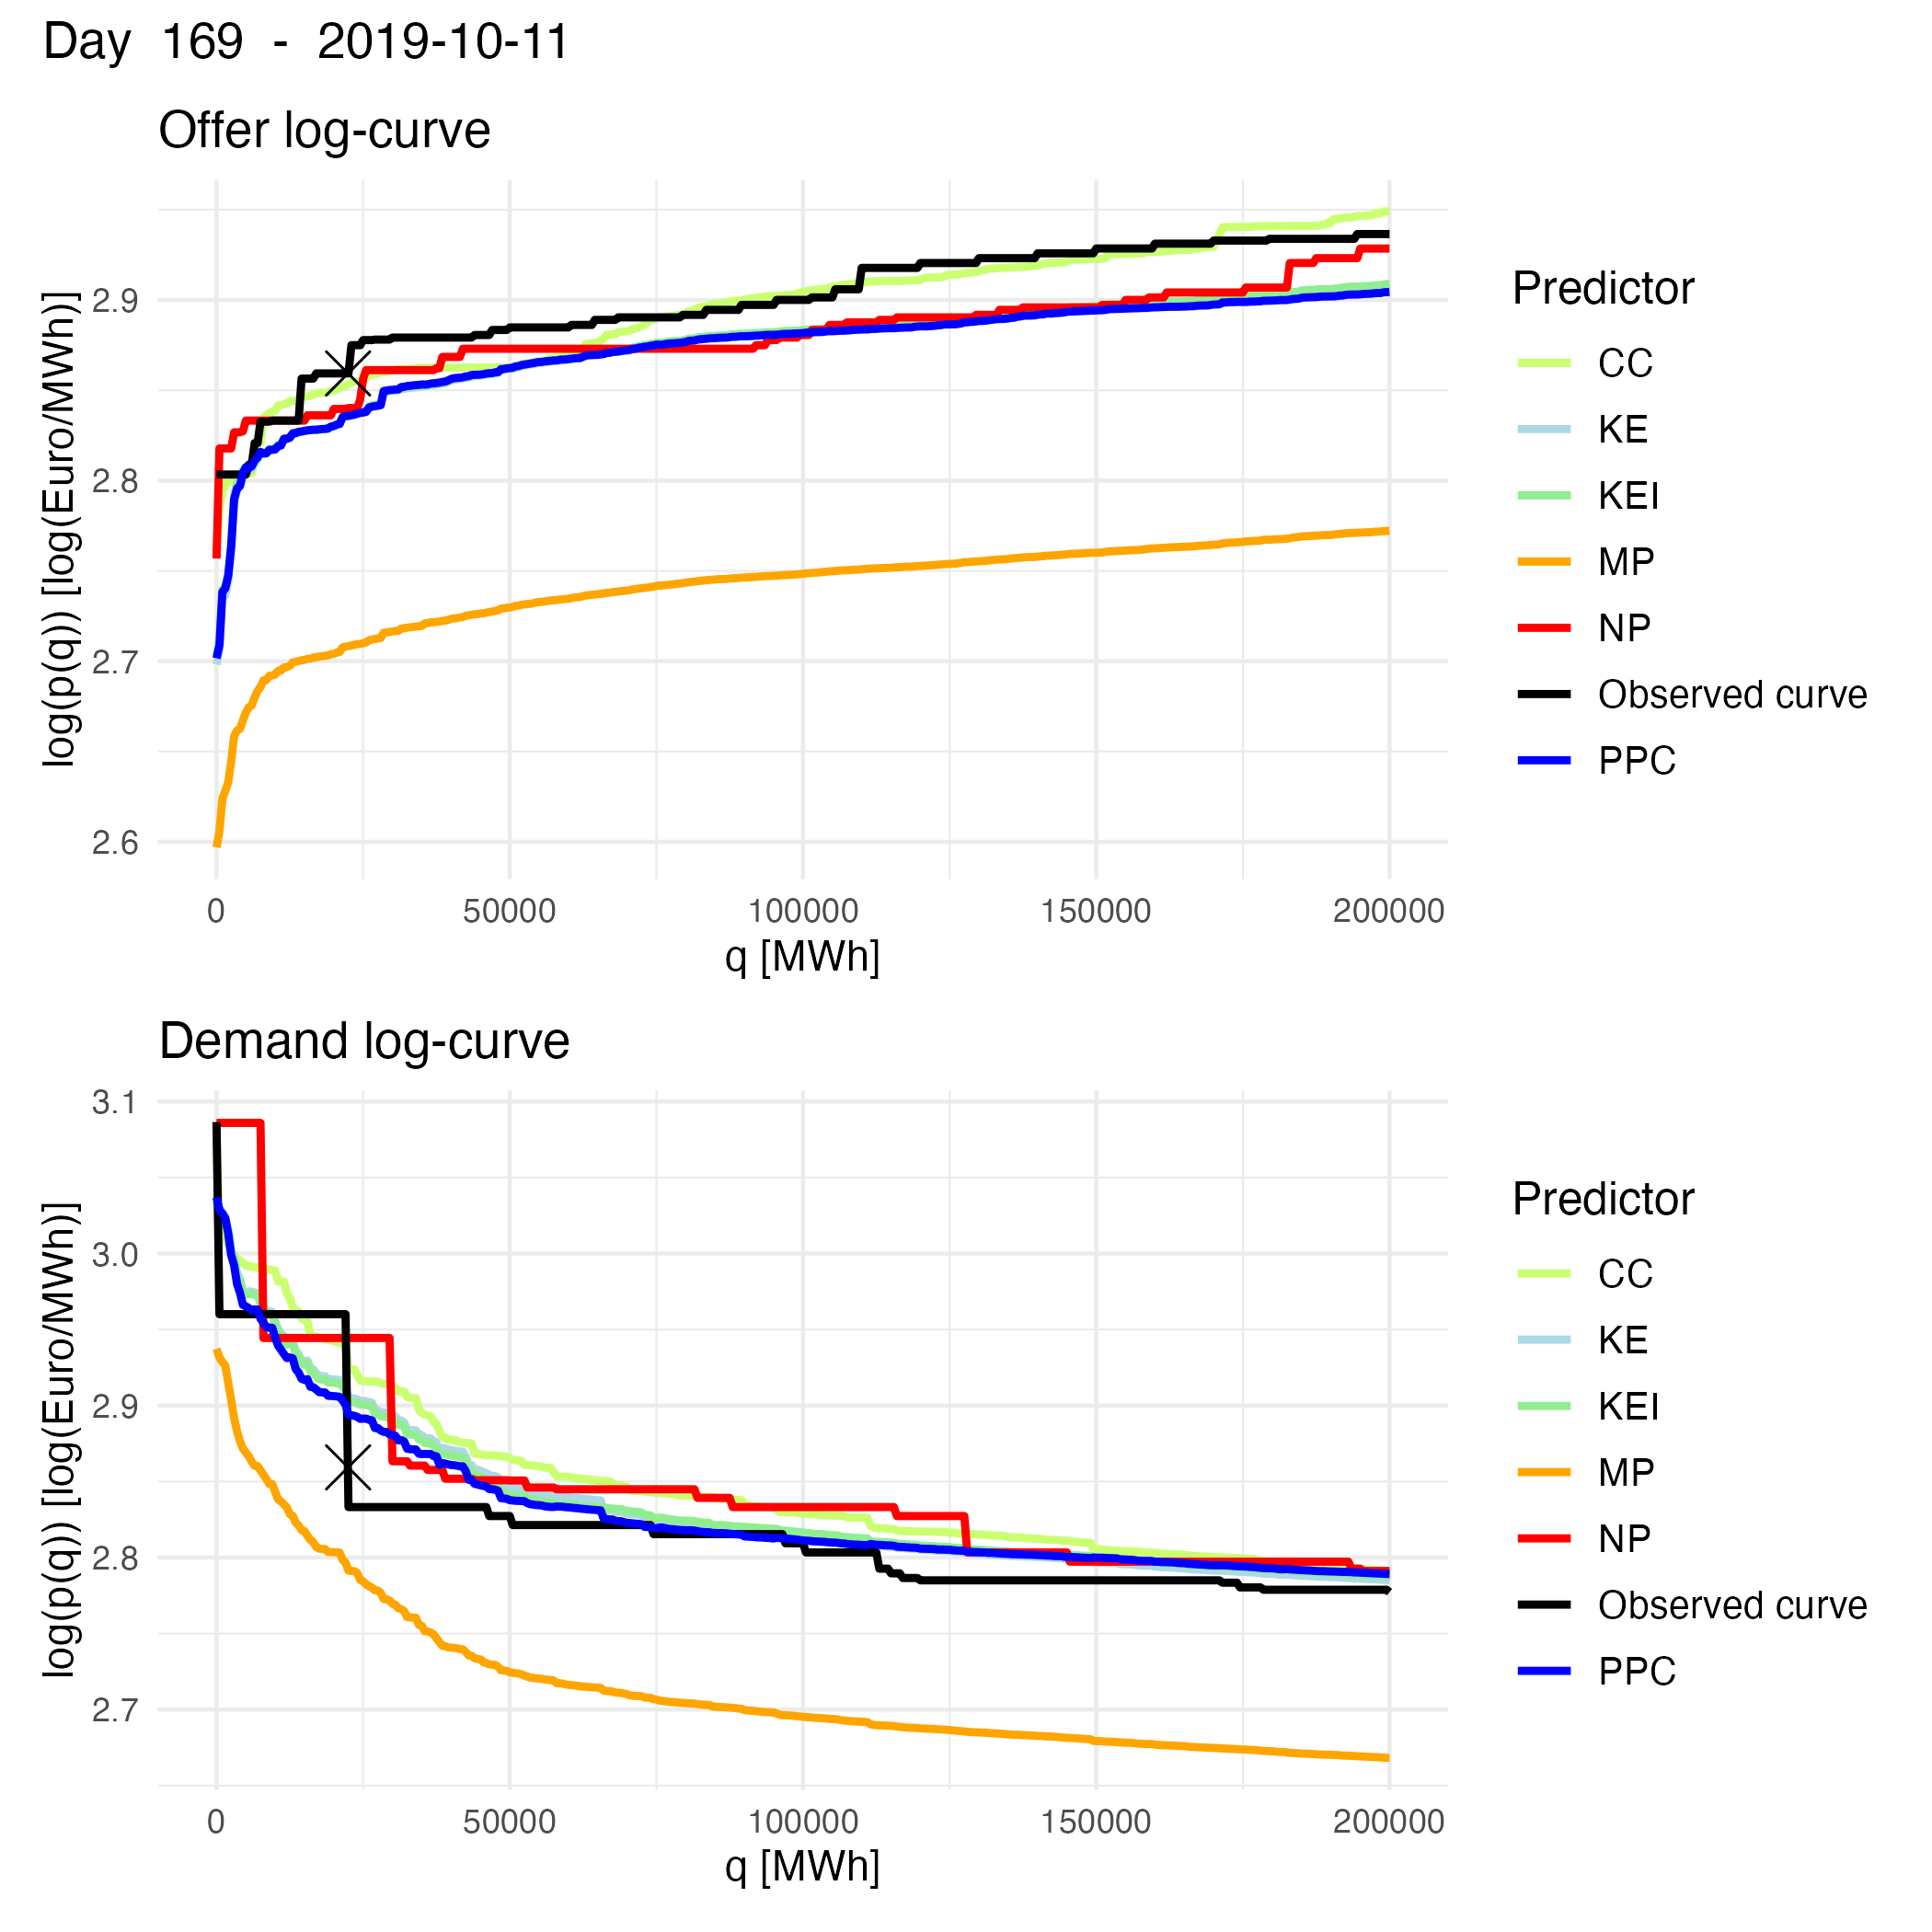 Day 169 - 2019-10-11
Offer log-curve
log(p(q)) [log(Euro/MWh)]
2.9
2.8
2.7
2.6
0
50000
100000
150000
200000
q [MWh]
Predictor
CC
KE
KEI
MP
NP
Observed curve
PPC
Demand log-curve
log(p(q)) [log(Euro/MWh)]
3.1
3.0
2.9
2.8
2.7
0
50000
100000
150000
200000
q [MWh]
Predictor
CC
KE
KEI
MP
NP
Observed curve
PPC